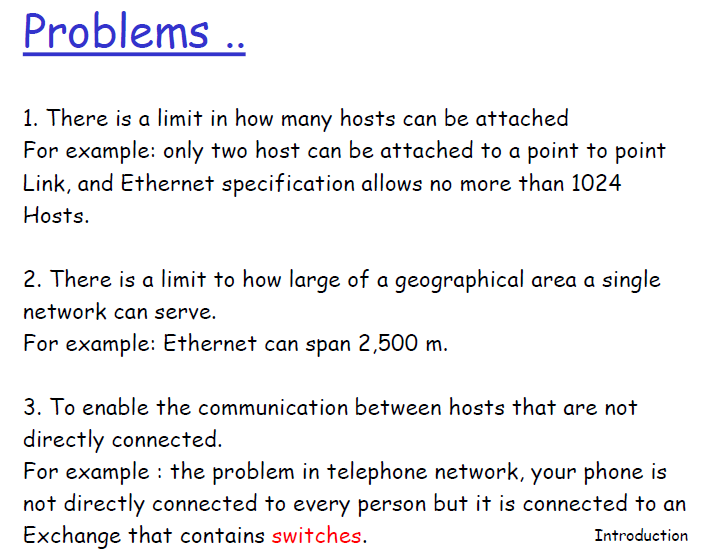 Problems ..
1. There is a limit in how many hosts can be attached
For example: only two host can be attached to a point to point
Link, and Ethernet specification allows no more than 1024
Hosts.
2. There is a limit to how large of a geographical area a single
network can serve.
For example: Ethernet can span 2,500 m.
3. To enable the communication between hosts that are not
directly connected.
For example : the problem in telephone network, your phone is
not directly connected to every person but it is connected to an
Exchange that contains switches.
Introduction